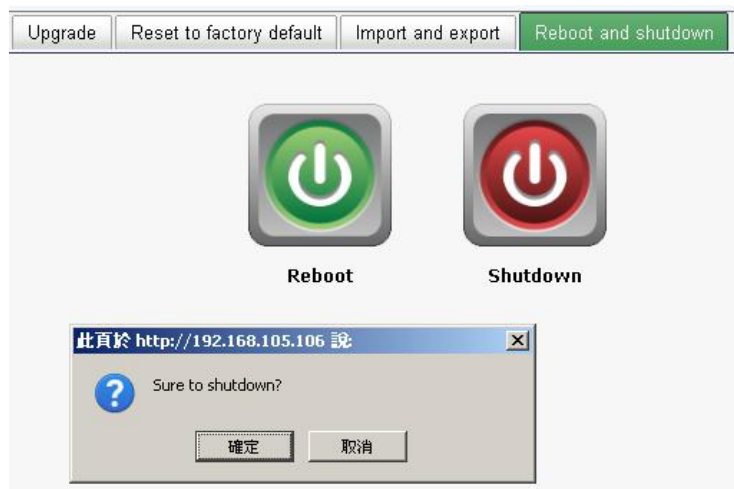 Upgrade Reset to factory default Import and export Reboot and shutdown
Reboot Shutdown
此頁於 http://192.168.105.106 說:
Sure to shutdown?
確定 取消